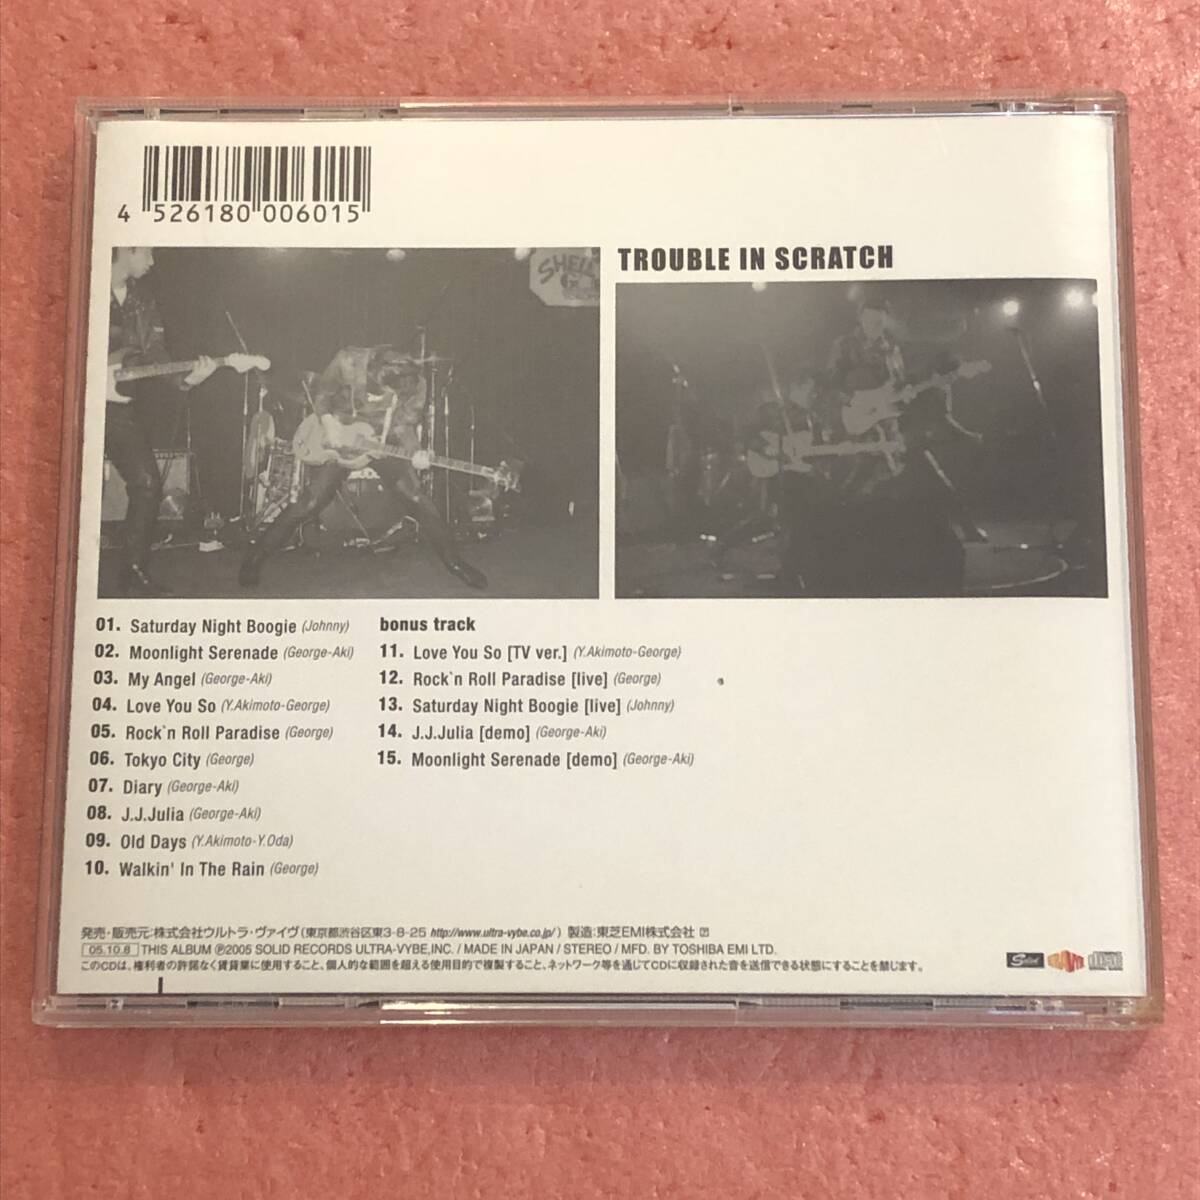 4 526180 006015
SHELL
TROUBLE IN SCRATCH
01. Saturday Night Boogie (Johnny)
02. Moonlight Serenade (George-Aki)
03. My Angel (George-Aki)
04. Love You So (Y.Akimoto-George)
05. Rock`n Roll Paradise (George)
06. Tokyo City (George)
07. Diary (George-Aki)
08. J.J.Julia (George-Aki)
09. Old Days (Y.Akimoto-Y.Oda)
10. Walkin' In The Rain (George)
bonus track
11. Love You So [TV ver.] (Y.Akimoto-George)
12. Rock`n Roll Paradise [live] (George)
13. Saturday Night Boogie [live] (Johnny)
14. J.J.Julia [demo] (George-Aki)
15. Moonlight Serenade [demo] (George-Aki)
発売・販売元:株式会社ウルトラ・ヴァイヴ(東京都渋谷区東3-8-25 http://www.ultra-vybe.co.jp/) 製造:東芝EMI株式会社
05.10.8 THIS ALBUM ℗2005 SOLID RECORDS ULTRA-VYBE,INC. / MADE IN JAPAN / STEREO / MFD. BY TOSHIBA EMI LTD.
このCDは、権利者の許諾なく賃貸業に使用すること、個人的な範囲を超える使用目的で複製すること、ネットワーク等を通じてCDに収録された音を送信できる状態にすることを禁じます。